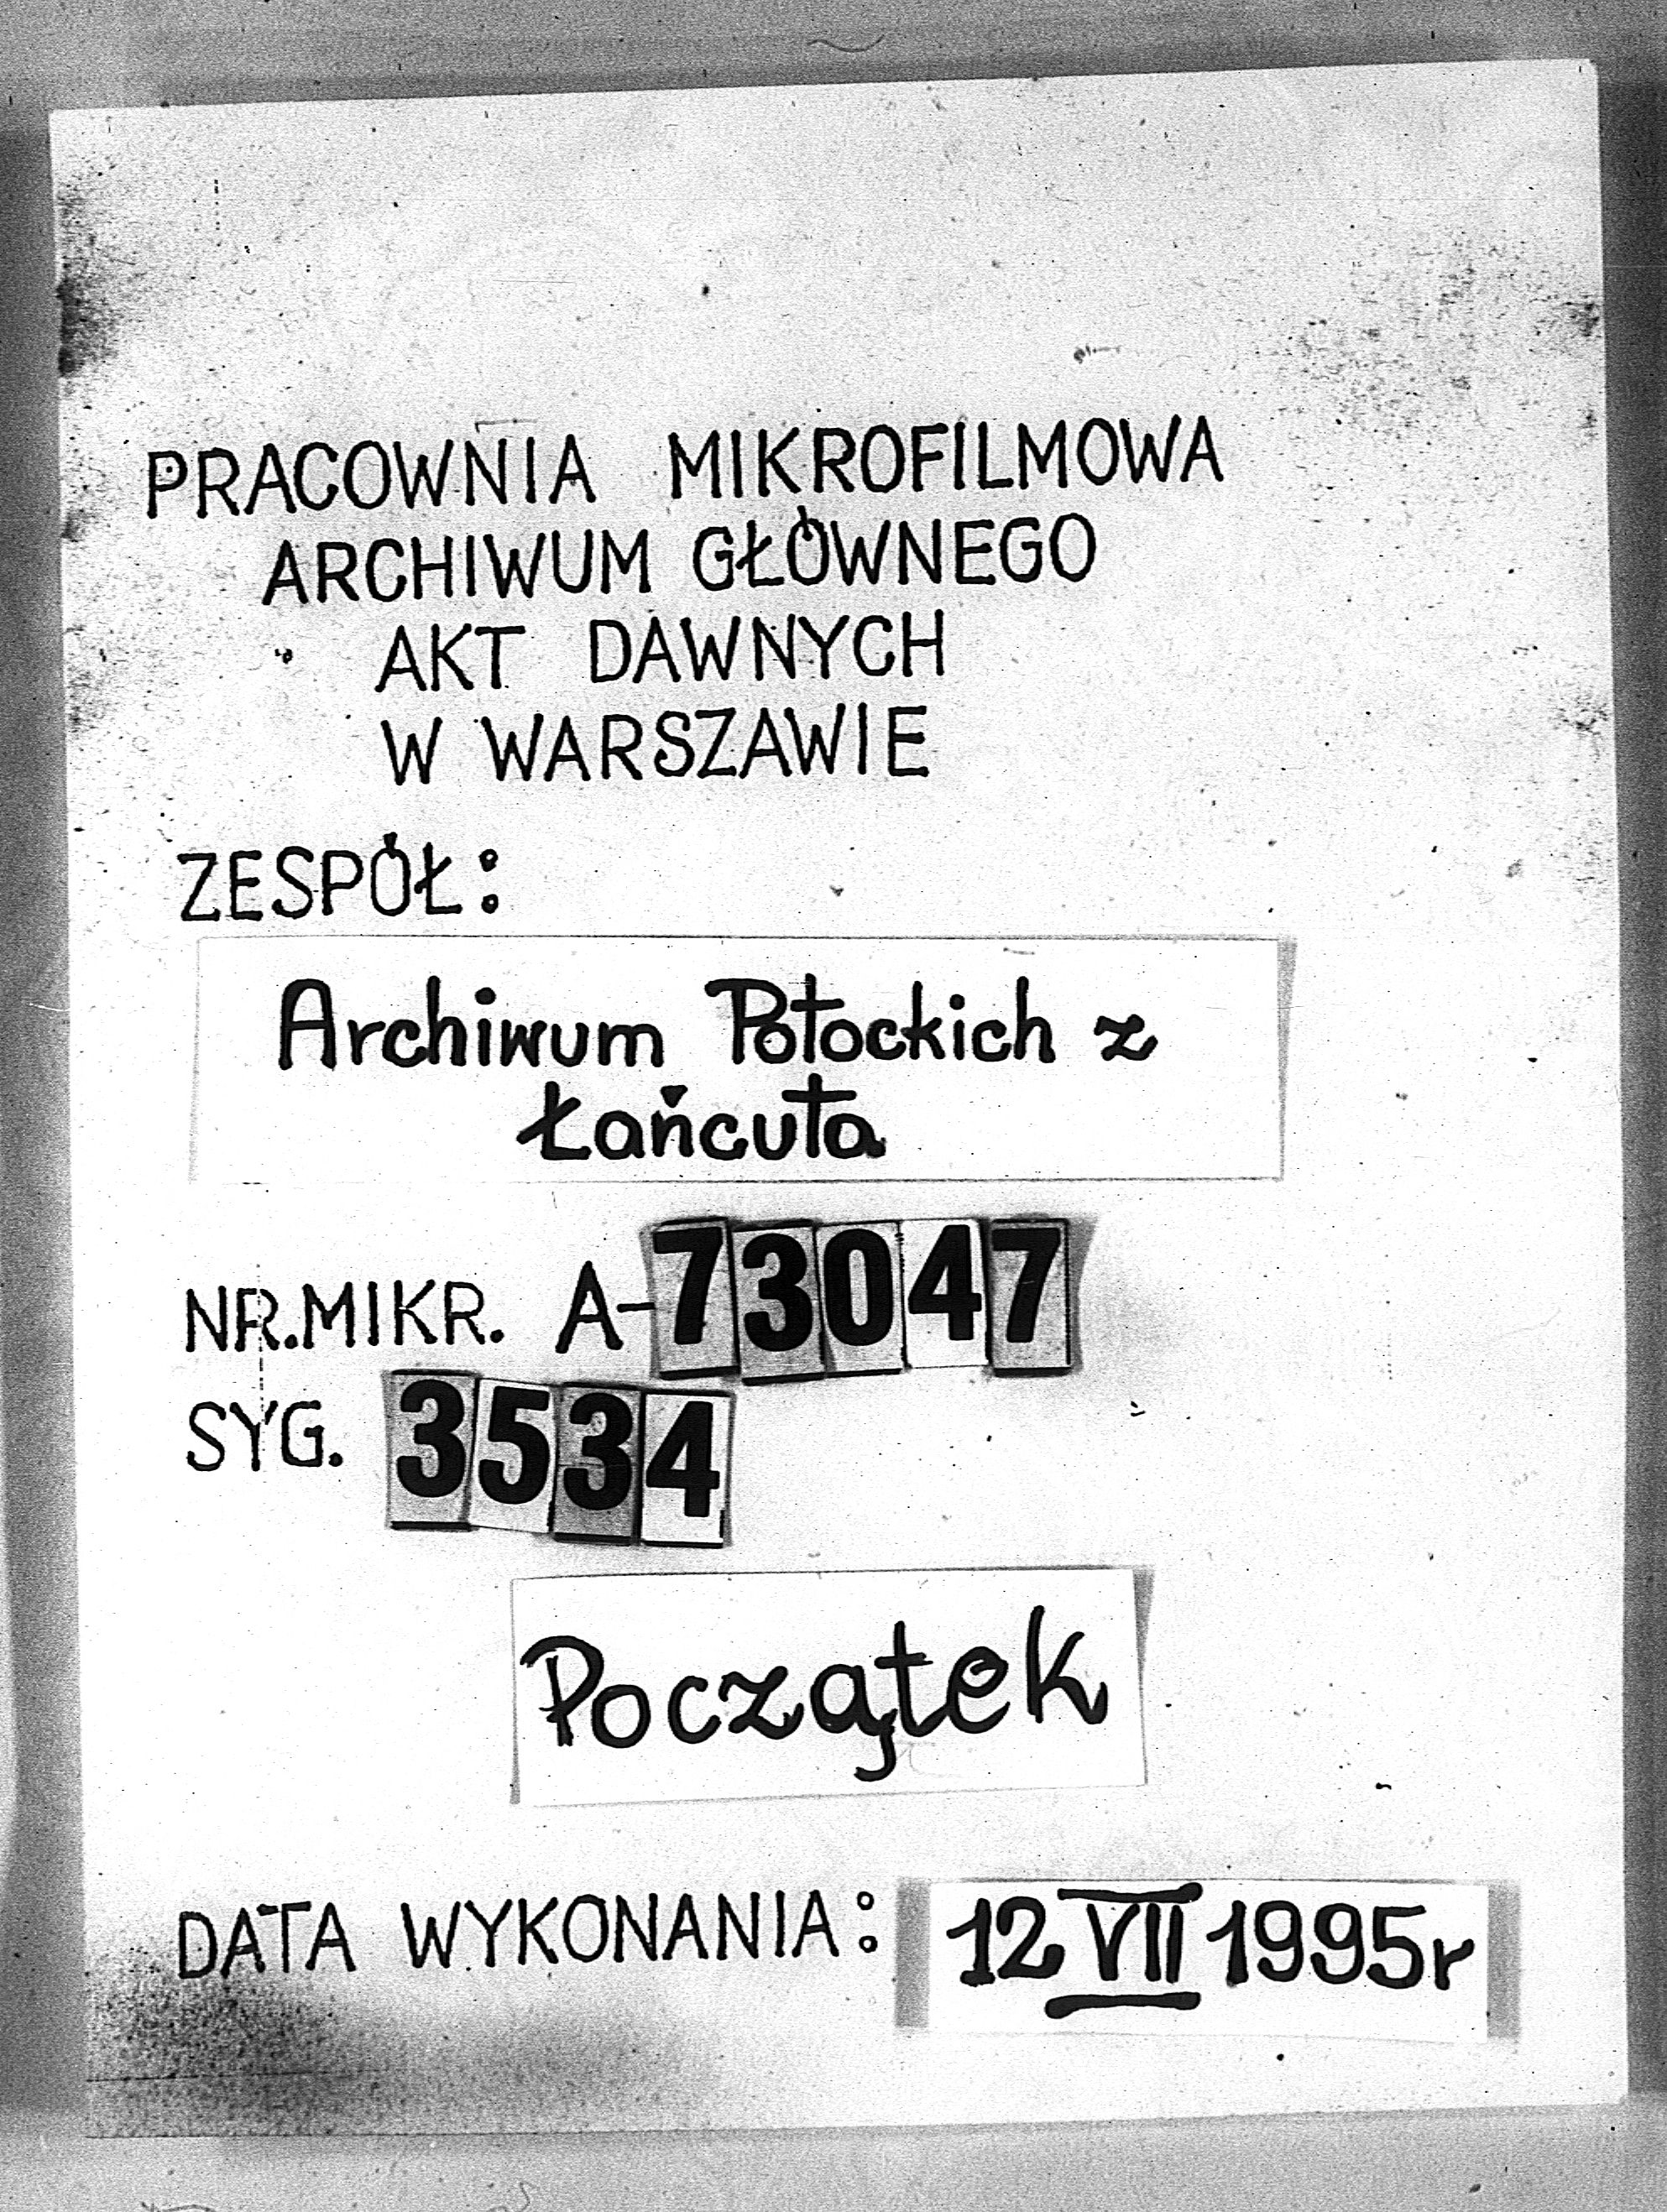 PRACOWNIA MIKROFILMOWA
ARCHIWUM GŁÓWNEGO
AKT DAWNYCH
W WARSZAWIE
ZESPÓŁ:
Archiwum Potockich z
Łańcuta
NR.MIKR. A-73047
SYG. 3534
Początek
DATA WYKONANIA: 12 VII 1995r